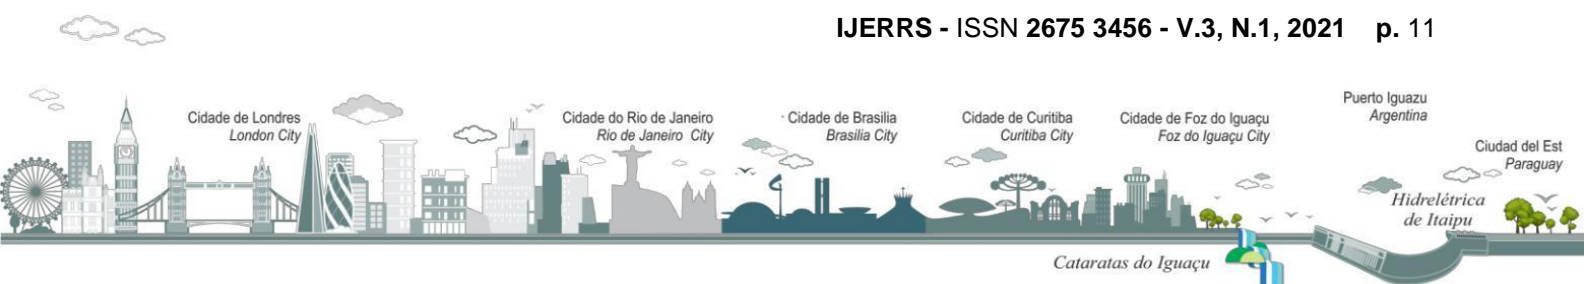 IJERRS - ISSN 2675 3456 - V.3, N.1, 2021 p. 11
Cidade de Londres
London City
Cidade do Rio de Janeiro
Rio de Janeiro City
Cidade de Brasilia
Brasilia City
Cidade de Curitiba
Curitiba City
Cidade de Foz do Iguaçu
Foz do Iguaçu City
Puerto Iguazu
Argentina
Ciudad del Est
Paraguay
Hidrelétrica
de Itaipu
Cataratas do Iguaçu